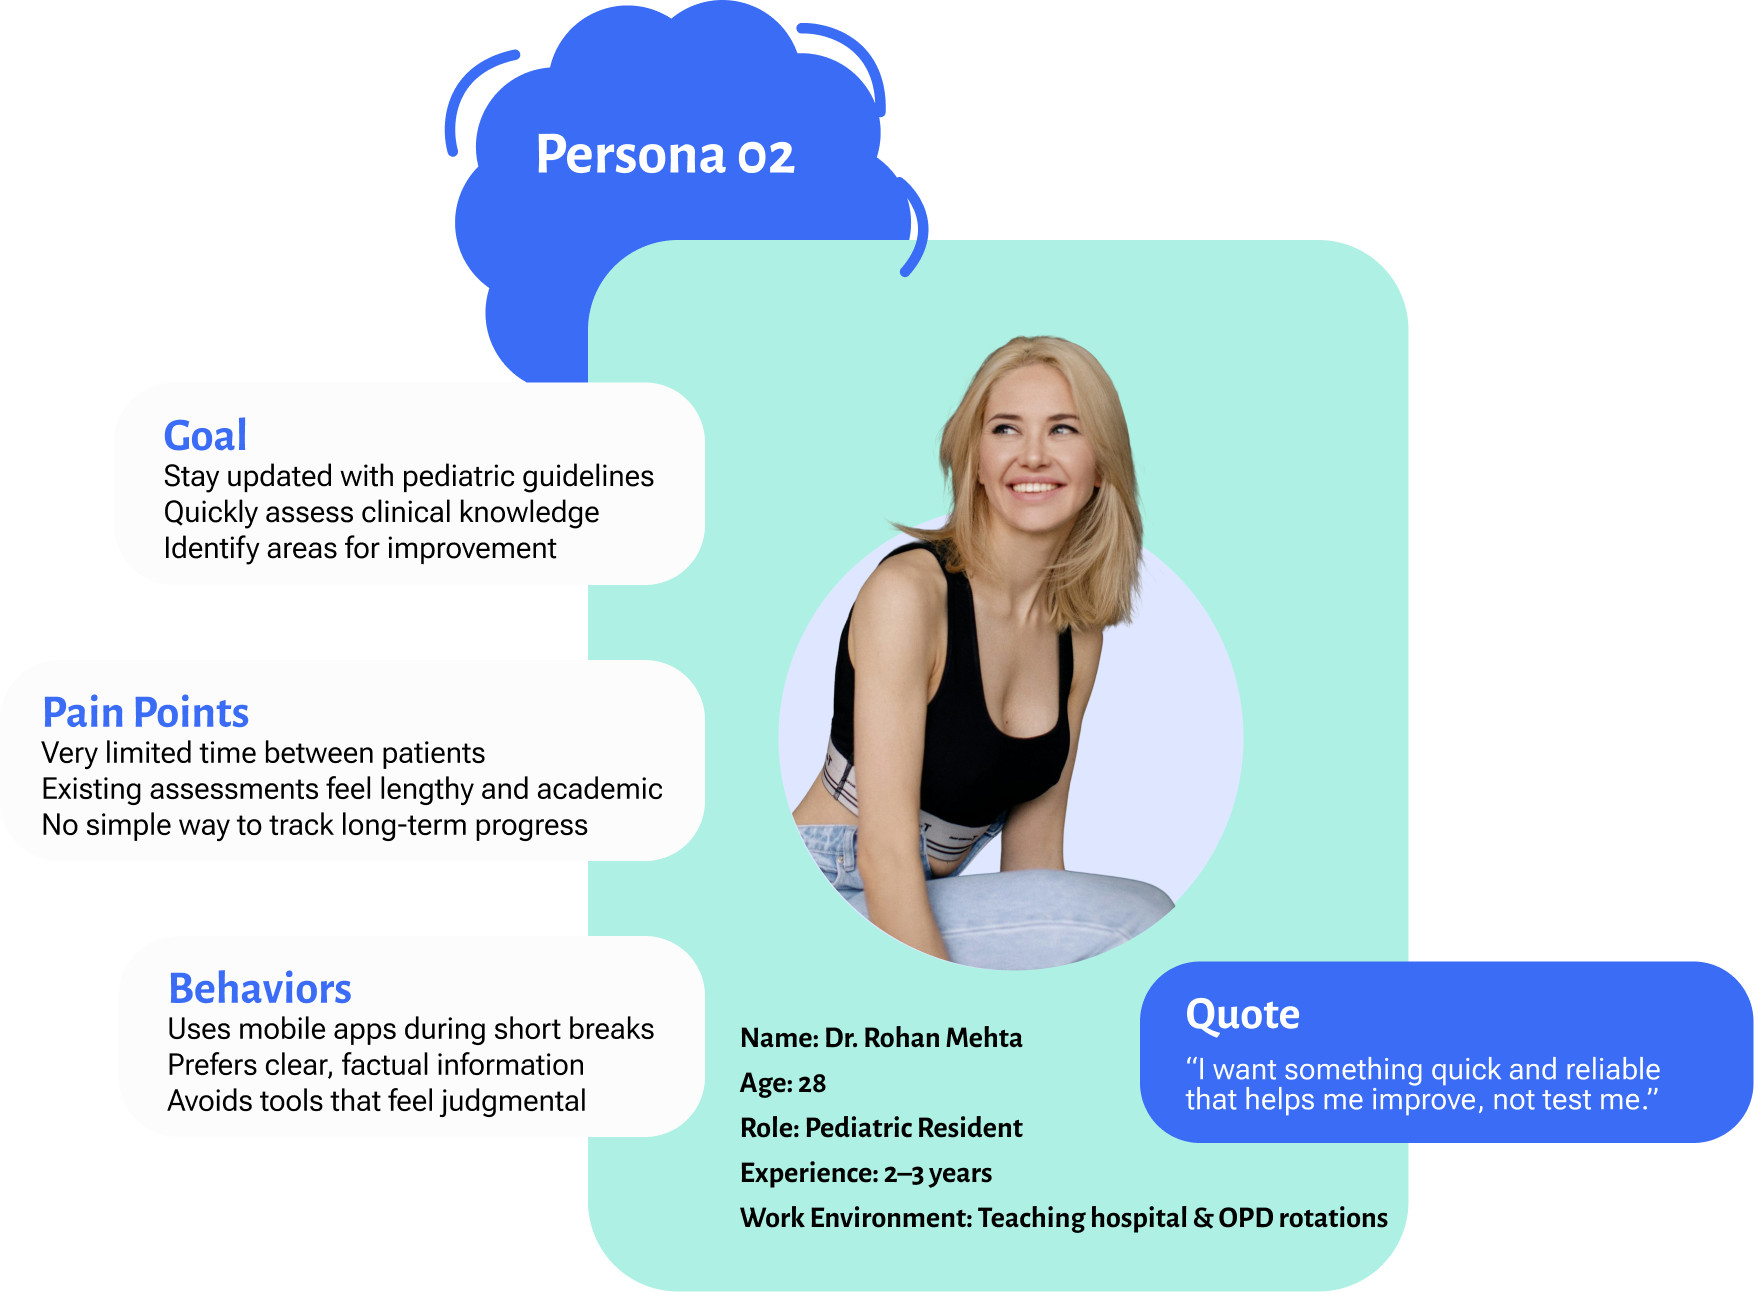 Persona 02
Goal
Stay updated with pediatric guidelines
Quickly assess clinical knowledge
Identify areas for improvement
Pain Points
Very limited time between patients
Existing assessments feel lengthy and academic
No simple way to track long-term progress
Behaviors
Uses mobile apps during short breaks
Prefers clear, factual information
Avoids tools that feel judgmental
Name: Dr. Rohan Mehta
Age: 28
Role: Pediatric Resident
Experience: 2–3 years
Work Environment: Teaching hospital & OPD rotations
Quote
“I want something quick and reliable
that helps me improve, not test me.”